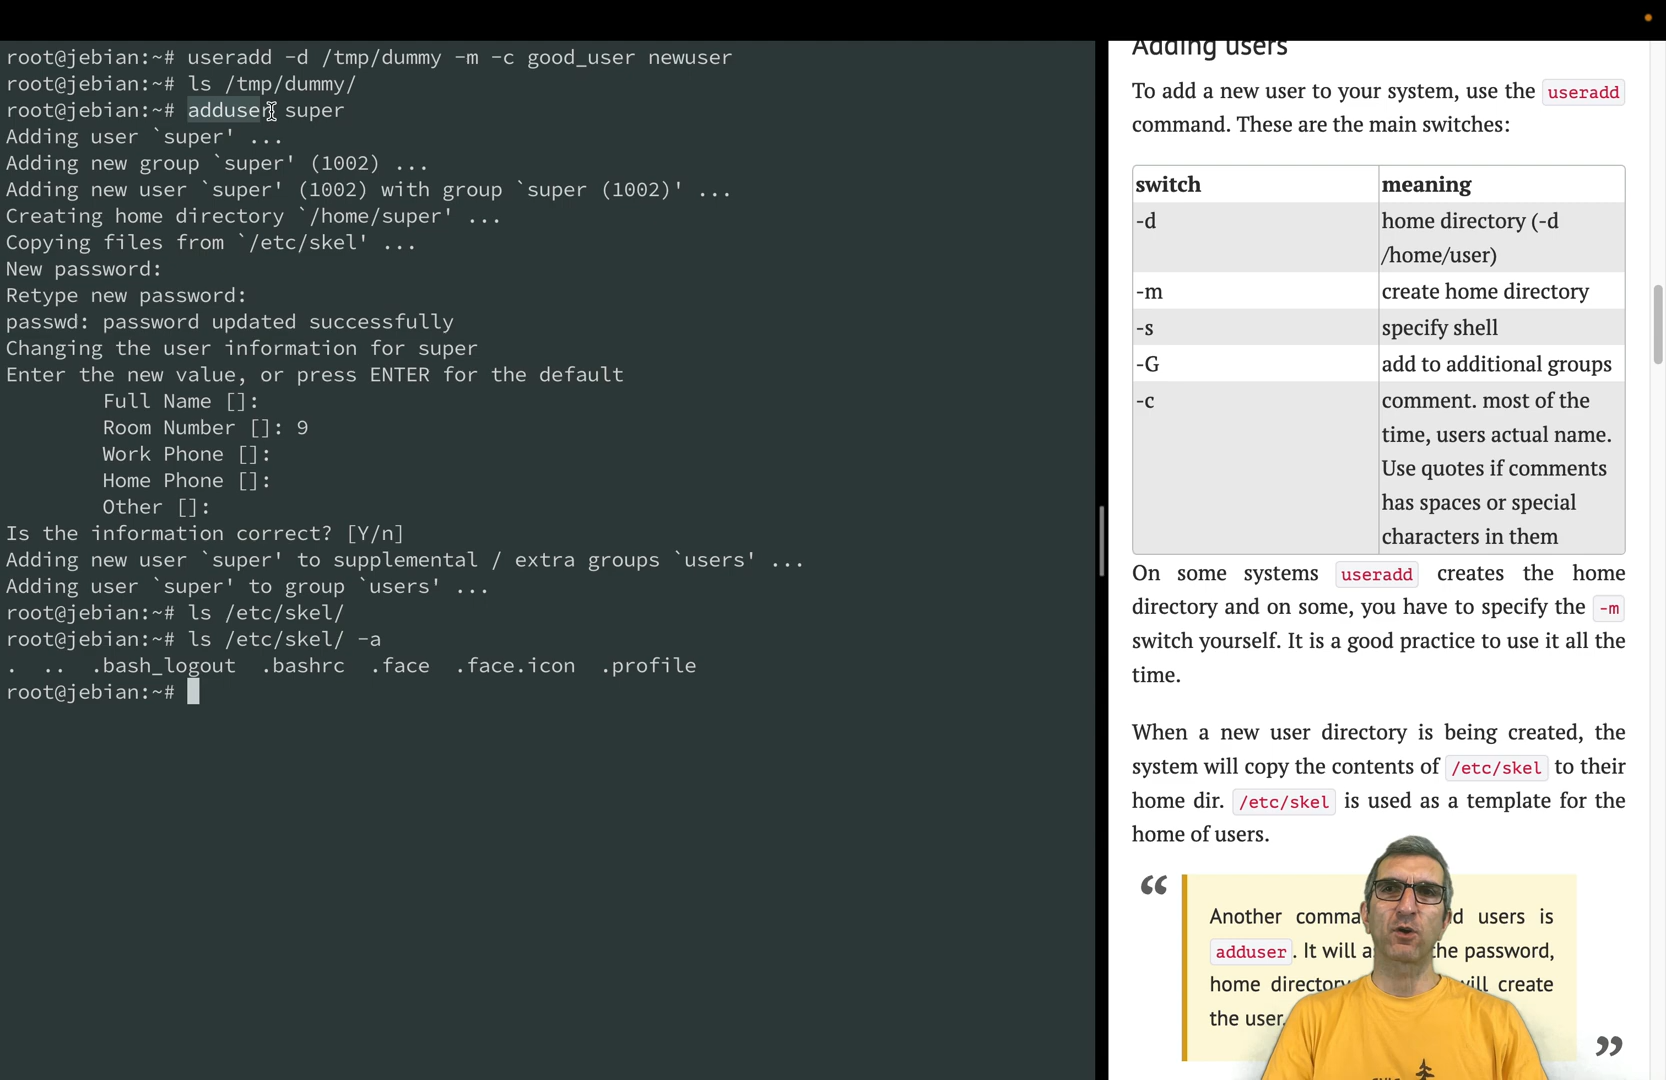 root@jebian:~# useradd -d /tmp/dummy -m -c good_user newuser
root@jebian:~# ls /tmp/dummy/
root@jebian:~# adduser super
Adding user `super' ...
Adding new group `super' (1002) ...
Adding new user `super' (1002) with group `super (1002)' ...
Creating home directory `/home/super' ...
Copying files from `/etc/skel' ...
New password:
Retype new password:
passwd: password updated successfully
Changing the user information for super
Enter the new value, or press ENTER for the default
Full Name []:
Room Number []: 9
Work Phone []:
Home Phone []:
Other []:
Is the information correct? [Y/n]
Adding new user `super' to supplemental / extra groups `users' ...
Adding user `super' to group `users' ...
root@jebian:~# ls /etc/skel/
root@jebian:~# ls /etc/skel/ -a
. .. .bash_logout .bashrc .face .face.icon .profile
root@jebian:~#
Adding users
To add a new user to your system, use the useradd
command. These are the main switches:
switch meaning
-d home directory (-d
/home/user)
-m create home directory
-s specify shell
-G add to additional groups
-c comment. most of the
time, users actual name.
Use quotes if comments
has spaces or special
characters in them
On some systems useradd creates the home
directory and on some, you have to specify the -m
switch yourself. It is a good practice to use it all the
time.
When a new user directory is being created, the
system will copy the contents of /etc/skel to their
home dir. /etc/skel is used as a template for the
home of users.
“
Another users is
adduser. It will the password,
home directory will create
the user.
”